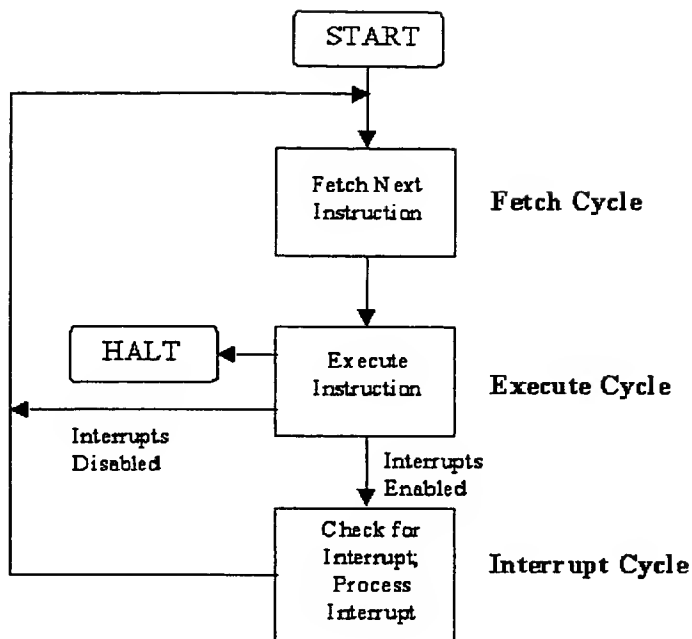 START
Fetch Next
Instruction
Fetch Cycle
HALT
Execute
Instruction
Execute Cycle
Interrupts
Disabled
Interrupts
Enabled
Check for
Interrupt;
Process
Interrupt
Interrupt Cycle